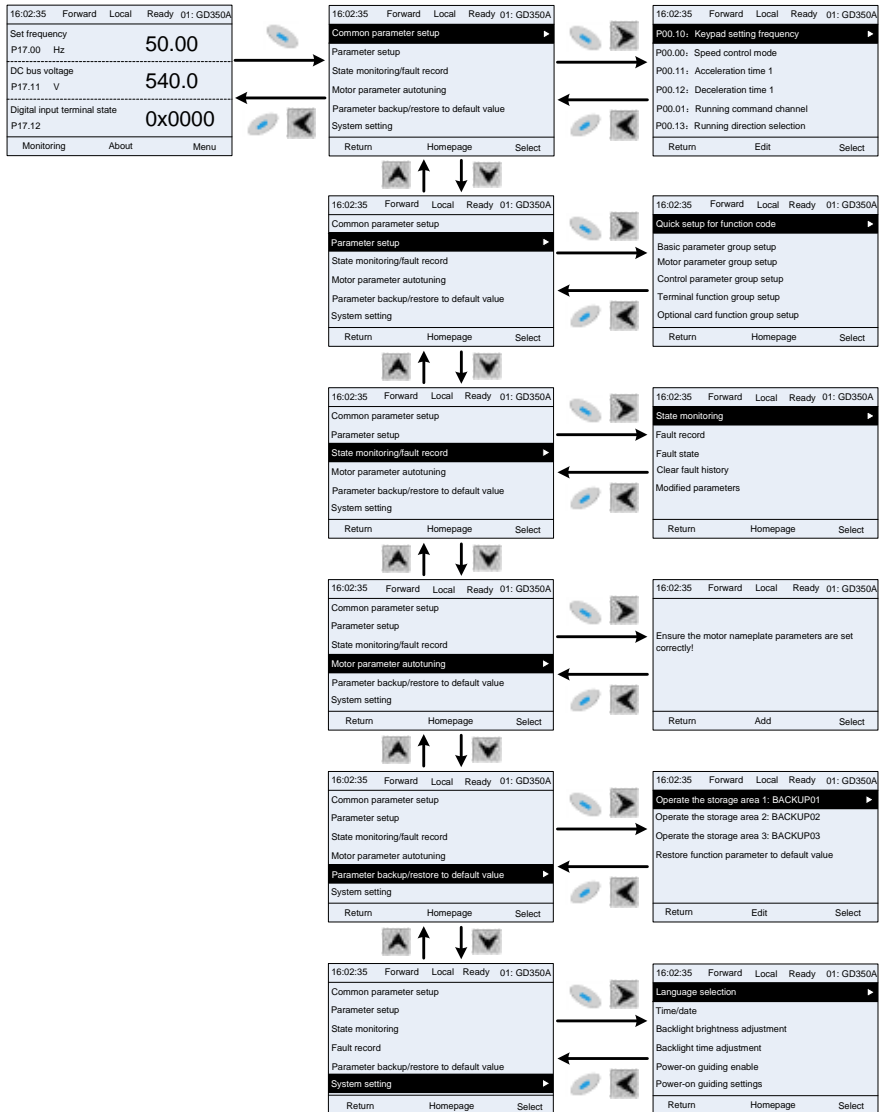 16:02:35 Forward Local Ready 01: GD350A
Set frequency
P17.00 Hz 50.00
DC bus voltage
P17.11 V 540.0
Digital input terminal state
P17.12 0x0000
Monitoring About Menu
16:02:35 Forward Local Ready 01: GD350A
Common parameter setup
Parameter setup
State monitoring/fault record
Motor parameter autotuning
Parameter backup/restore to default value
System setting
Return Homepage Select
16:02:35 Forward Local Ready 01: GD350A
P00.10: Keypad setting frequency
P00.00: Speed control mode
P00.11: Acceleration time 1
P00.12: Deceleration time 1
P00.01: Running command channel
P00.13: Running direction selection
Return Edit Select
16:02:35 Forward Local Ready 01: GD350A
Common parameter setup
Parameter setup
State monitoring/fault record
Motor parameter autotuning
Parameter backup/restore to default value
System setting
Return Homepage Select
16:02:35 Forward Local Ready 01: GD350A
Quick setup for function code
Basic parameter group setup
Motor parameter group setup
Control parameter group setup
Terminal function group setup
Optional card function group setup
Return Homepage Select
16:02:35 Forward Local Ready 01: GD350A
Common parameter setup
Parameter setup
State monitoring/fault record
Motor parameter autotuning
Parameter backup/restore to default value
System setting
Return Homepage Select
16:02:35 Forward Local Ready 01: GD350A
State monitoring
Fault record
Fault state
Clear fault history
Modified parameters
Return Homepage Select
16:02:35 Forward Local Ready 01: GD350A
Common parameter setup
Parameter setup
State monitoring/fault record
Motor parameter autotuning
Parameter backup/restore to default value
System setting
Return Homepage Select
16:02:35 Forward Local Ready 01: GD350A
Ensure the motor nameplate parameters are set
correctly!
Return Add Select
16:02:35 Forward Local Ready 01: GD350A
Common parameter setup
Parameter setup
State monitoring/fault record
Motor parameter autotuning
Parameter backup/restore to default value
System setting
Return Homepage Select
16:02:35 Forward Local Ready 01: GD350A
Operate the storage area 1: BACKUP01
Operate the storage area 2: BACKUP02
Operate the storage area 3: BACKUP03
Restore function parameter to default value
Return Edit Select
16:02:35 Forward Local Ready 01: GD350A
Common parameter setup
Parameter setup
State monitoring
Fault record
Parameter backup/restore to default value
System setting
Return Homepage Select
16:02:35 Forward Local Ready 01: GD350A
Language selection
Time/date
Backlight brightness adjustment
Backlight time adjustment
Power-on guiding enable
Power-on guiding settings
Return Homepage Select